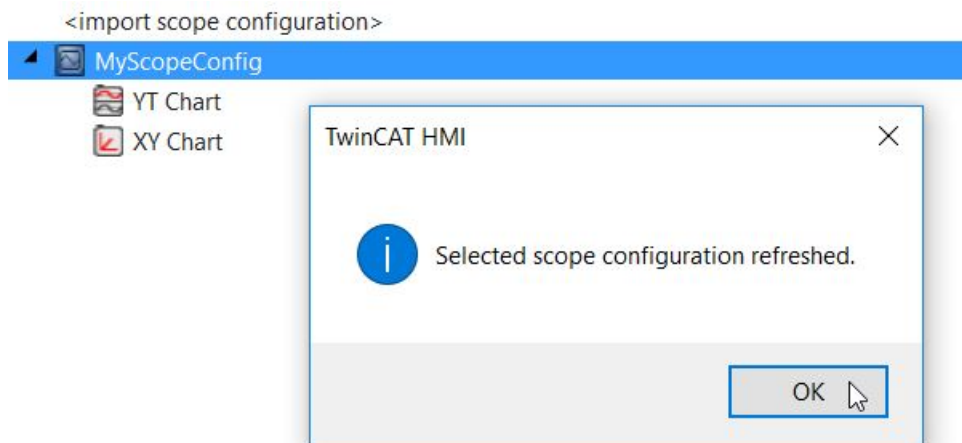 <import scope configuration>
MyScopeConfig
YT Chart
XY Chart
TwinCAT HMI
Selected scope configuration refreshed.
OK